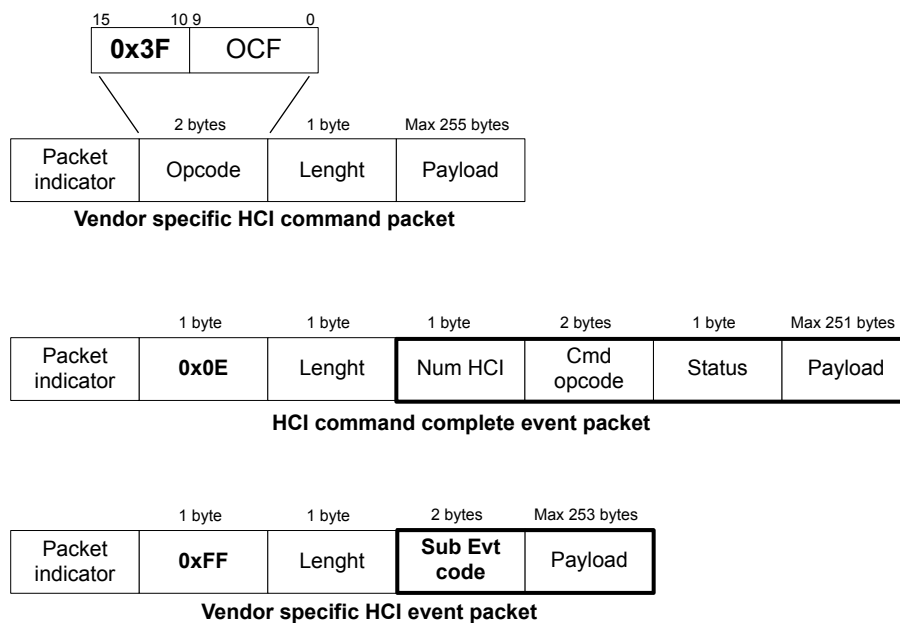 15 10 9 0
0x3F OCF
2 bytes 1 byte Max 255 bytes
Packet
indicator Opcode Lenght Payload
Vendor specific HCI command packet
1 byte 1 byte 1 byte 2 bytes 1 byte Max 251 bytes
Packet
indicator 0x0E Lenght Num HCI Cmd
opcode Status Payload
HCI command complete event packet
1 byte 1 byte 2 bytes Max 253 bytes
Packet
indicator 0xFF Lenght Sub Evt
code Payload
Vendor specific HCI event packet